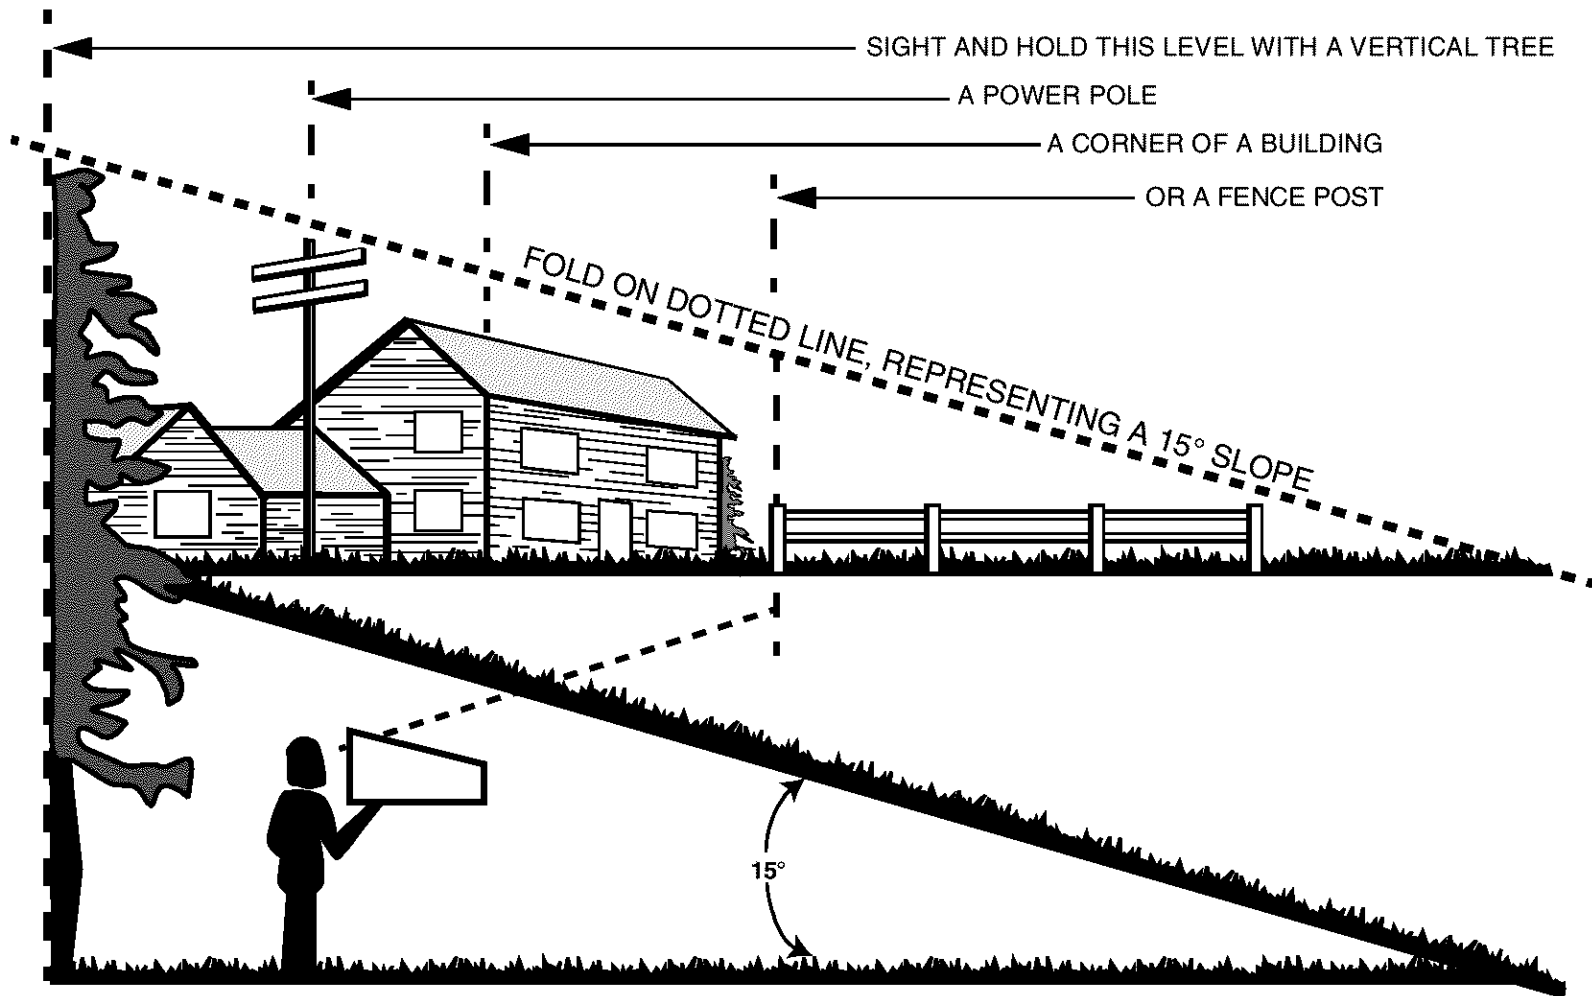 SIGHT AND HOLD THIS LEVEL WITH A VERTICAL TREE
A POWER POLE
A CORNER OF A BUILDING
OR A FENCE POST
FOLD ON DOTTED LINE, REPRESENTING A 15° SLOPE
15°